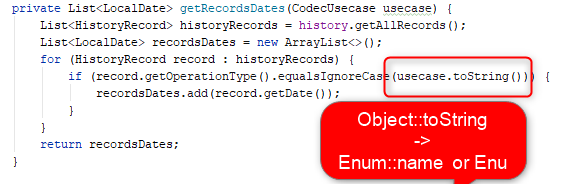 private List<LocalDate> getRecordsDates(CodecUsecase usecase) {
List<HistoryRecord> historyRecords = history.getAllRecords();
List<LocalDate> recordsDates = new ArrayList<>();
for (HistoryRecord record : historyRecords) {
if (record.getOperationType().equalsIgnoreCase(usecase.toString())) {
recordsDates.add(record.getDate());
}
}
return recordsDates;
}
Object::toString
->
Enum::name or Enu